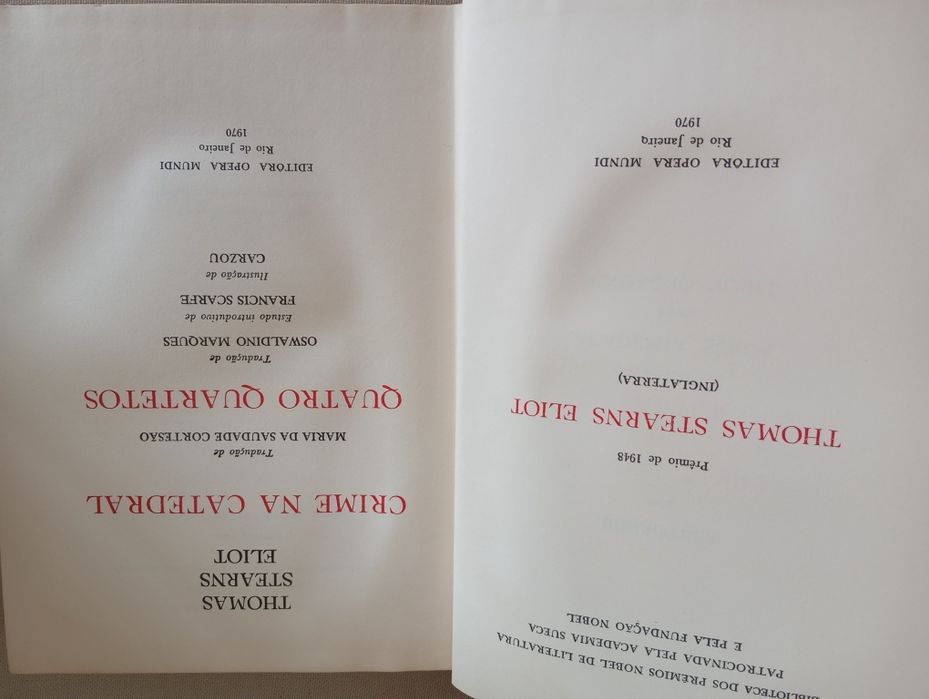 BIBLIOTECA DOS PREMIOS NOBEL DE LITERATURA
PATROCINADA PELA ACADEMIA SUECA
E PELA FUNDAÇÃO NOBEL
Prêmio de 1948
THOMAS STEARNS ELIOT
(INGLATERRA)
EDITÔRA OPERA MUNDI
Rio de Janeiro
1970
THOMAS
STEARNS
ELIOT
CRIME NA CATEDRAL
Tradução de
MARIA DA SAUDADE CORTESÃO
QUATRO QUARTETOS
Tradução de
OSWALDINO MARQUES
Estudo introdutivo de
FRANCIS SCARFE
Ilustração de
CARZOU
EDITÔRA OPERA MUNDI
Rio de Janeiro
1970